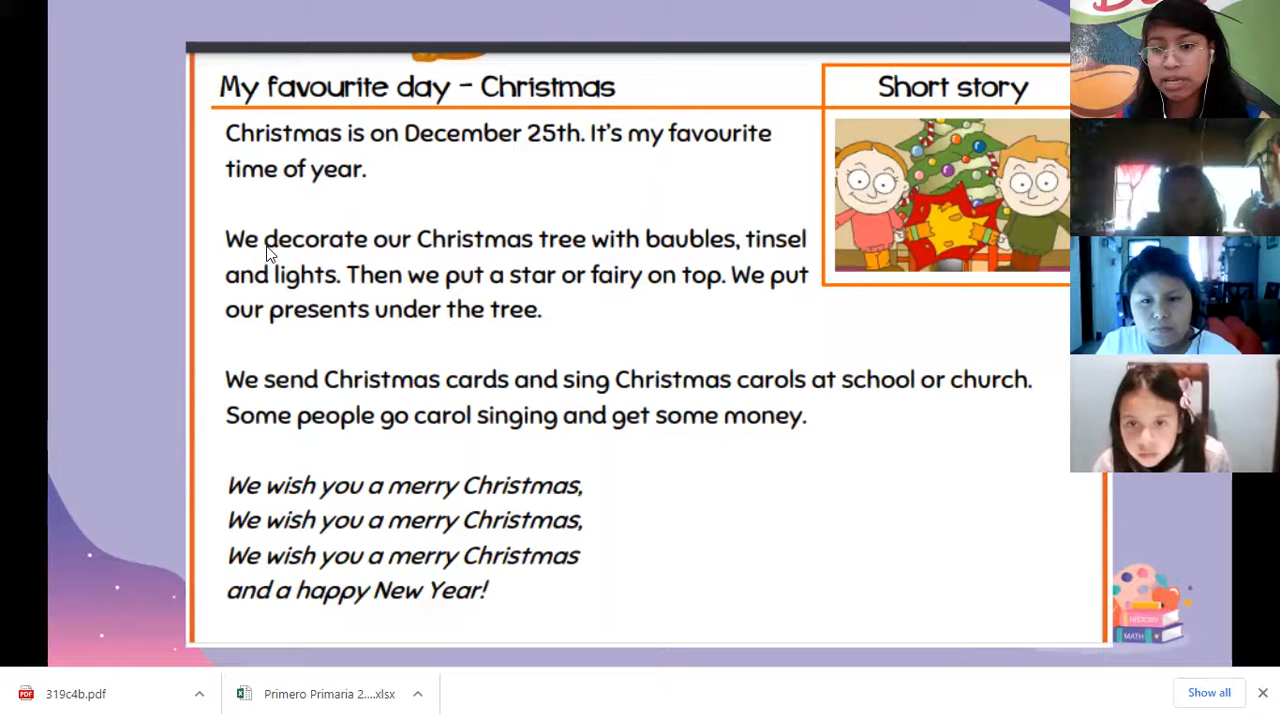 My favourite day - Christmas
Short story
Christmas is on December 25th. It's my favourite
time of year.
We decorate our Christmas tree with baubles, tinsel
and lights. Then we put a star or fairy on top. We put
our presents under the tree.
We send Christmas cards and sing Christmas carols at school or church.
Some people go carol singing and get some money.
We wish you a merry Christmas,
We wish you a merry Christmas,
We wish you a merry Christmas
and a happy New Year!
HISTORY
MATH
319c4b.pdf
Primero Primaria 2....xlsx
Show all